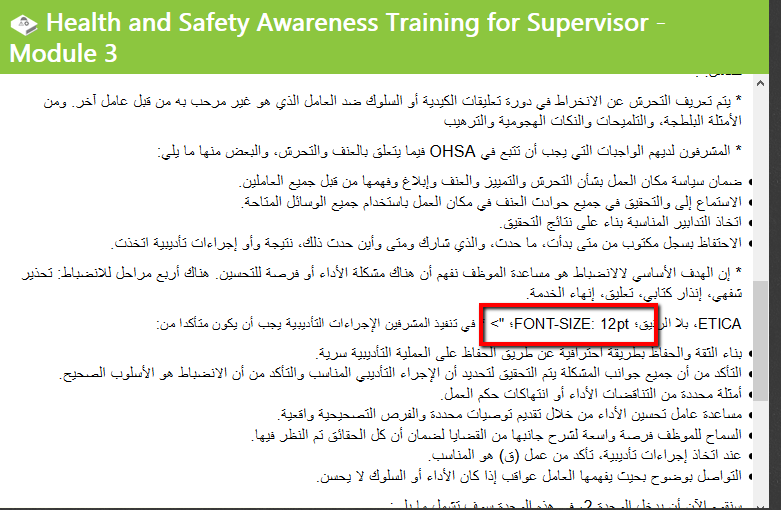 Health and Safety Awareness Training for Supervisor -
Module 3
* يتم تعريف التحرش عن الانخراط في دورة تعليقات الكيدية أو السلوك ضد العامل الذي هو غير مرحب به من قبل عامل آخر. ومن
الأمثلة البلطجة، والتلميحات والنكات الهجومية والترهيب
* المشرفون لديهم الواجبات التي يجب أن تتبع في OHSA فيما يتعلق بالعنف والتحرش، والبعض منها ما يلي:
• ضمان سياسة مكان العمل بشأن التحرش والتمييز والعنف وإبلاغ وفهمها من قبل جميع العاملين.
• الاستماع إلى والتحقيق في جميع حوادث العنف في مكان العمل باستخدام جميع الوسائل المتاحة.
• اتخاذ التدابير المناسبة بناء على نتائج التحقيق.
• الاحتفاظ بسجل مكتوب من متى بدأت، ما حدث، والذي شارك ومتى وأين حدث ذلك، نتيجة وأو إجراءات تأديبية اتخذت.
* إن الهدف الأساسي لالانضباط هو مساعدة الموظف نفهم أن هناك مشكلة الأداء أو فرصة للتحسين. هناك أربع مراحل للانضباط: تحذير
شفهي، إنذار كتابي، تعليق، إنهاء الخدمة.
ETICA، بلا FONT-SIZE: 12pt؛ "> في تنفيذ المشرفين الإجراءات التأديبية يجب أن يكون متأكدا من:
• بناء الثقة والحفاظ بطريقة احترافية عن طريق الحفاظ على العملية التأديبية سرية.
• التأكد من أن جميع جوانب المشكلة يتم التحقيق لتحديد أن الإجراء التأديبي المناسب والتأكد من أن الانضباط هو الأسلوب الصحيح.
• أمثلة محددة من التناقضات الأداء أو انتهاكات حكم العمل.
• مساعدة عامل تحسين الأداء من خلال تقديم توصيات محددة والفرص التصحيحية واقعية.
• السماح للموظف فرصة واسعة لشرح جانبها من القضايا لضمان أن كل الحقائق تم النظر فيها.
• عند اتخاذ إجراءات تأديبية، تأكد من عمل (ق) هو المناسب.
• التواصل بوضوح بحيث يفهمها العامل عواقب إذا كان الأداء أو السلوك لا يحسن.